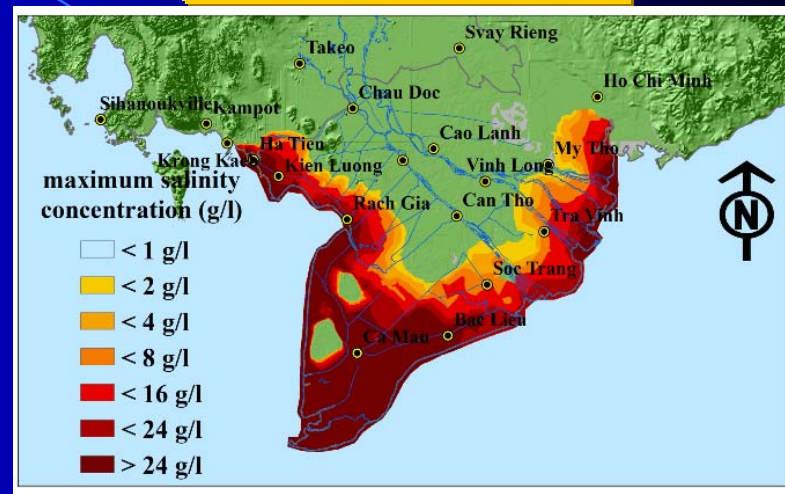 Svay Rieng
Takeo
Ho Chi Minh
Chau Doc
Sihanoukville
Kampot
Cao Lanh
Ha Tien
My Tho
Krong Kaeb
Kien Luong
Vinh Long
maximum salinity
concentration (g/l)
Rach Gia
Can Tho
Tra Vinh
N
< 1 g/l
< 2 g/l
Soc Trang
< 4 g/l
Bac Lieu
< 8 g/l
Ca Mau
< 16 g/l
< 24 g/l
> 24 g/l